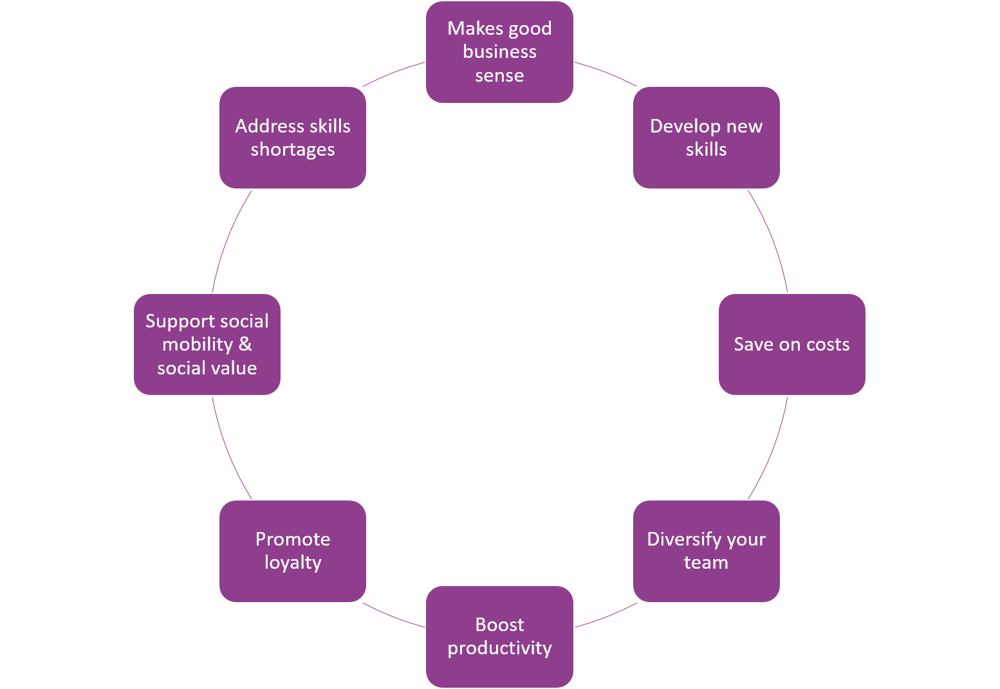 Makes good
business
sense
Develop new
skills
Save on costs
Diversify your
team
Boost
productivity
Promote
loyalty
Support social
mobility &
social value
Address skills
shortages